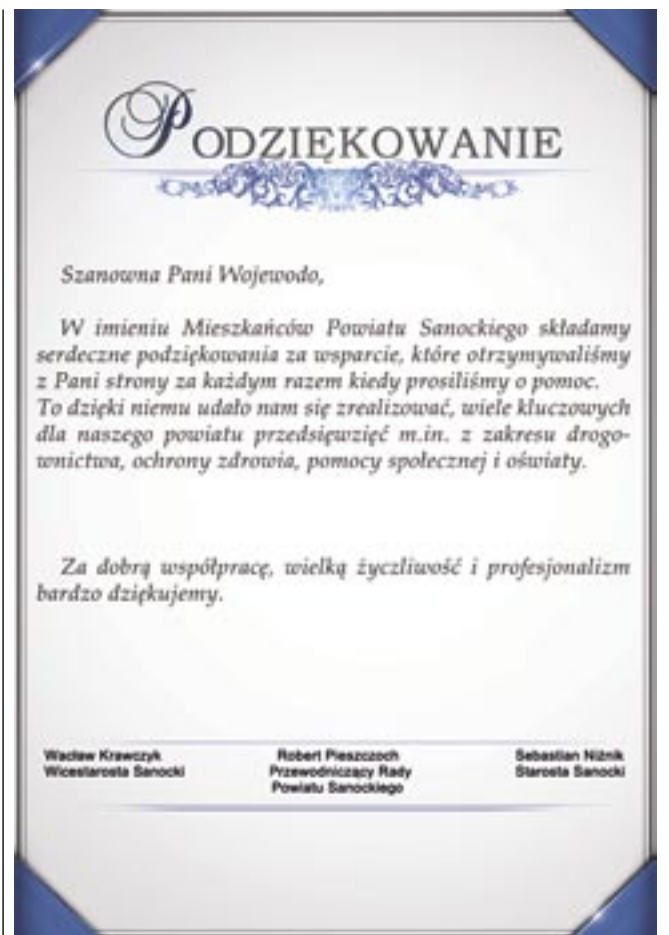 PODZIĘKOWANIE
Szanowna Pani Wojewodo,
W imieniu Mieszkańców Powiatu Sanockiego składamy
serdeczne podziękowania za wsparcie, które otrzymywaliśmy
z Pani strony za każdym razem kiedy prosiliśmy o pomoc.
To dzięki niemu udało nam się zrealizować, wiele kluczowych
dla naszego powiatu przedsięwzięć m.in. z zakresu drogo-
wnictwa, ochrony zdrowia, pomocy społecznej i oświaty.
Za dobrą współpracę, wielką życzliwość i profesjonalizm
bardzo dziękujemy.
Wacław Krawczyk
Wicestarosta Sanocki
Robert Pieszczoch
Przewodniczący Rady
Powiatu Sanockiego
Sebastian Niżnik
Starosta Sanocki